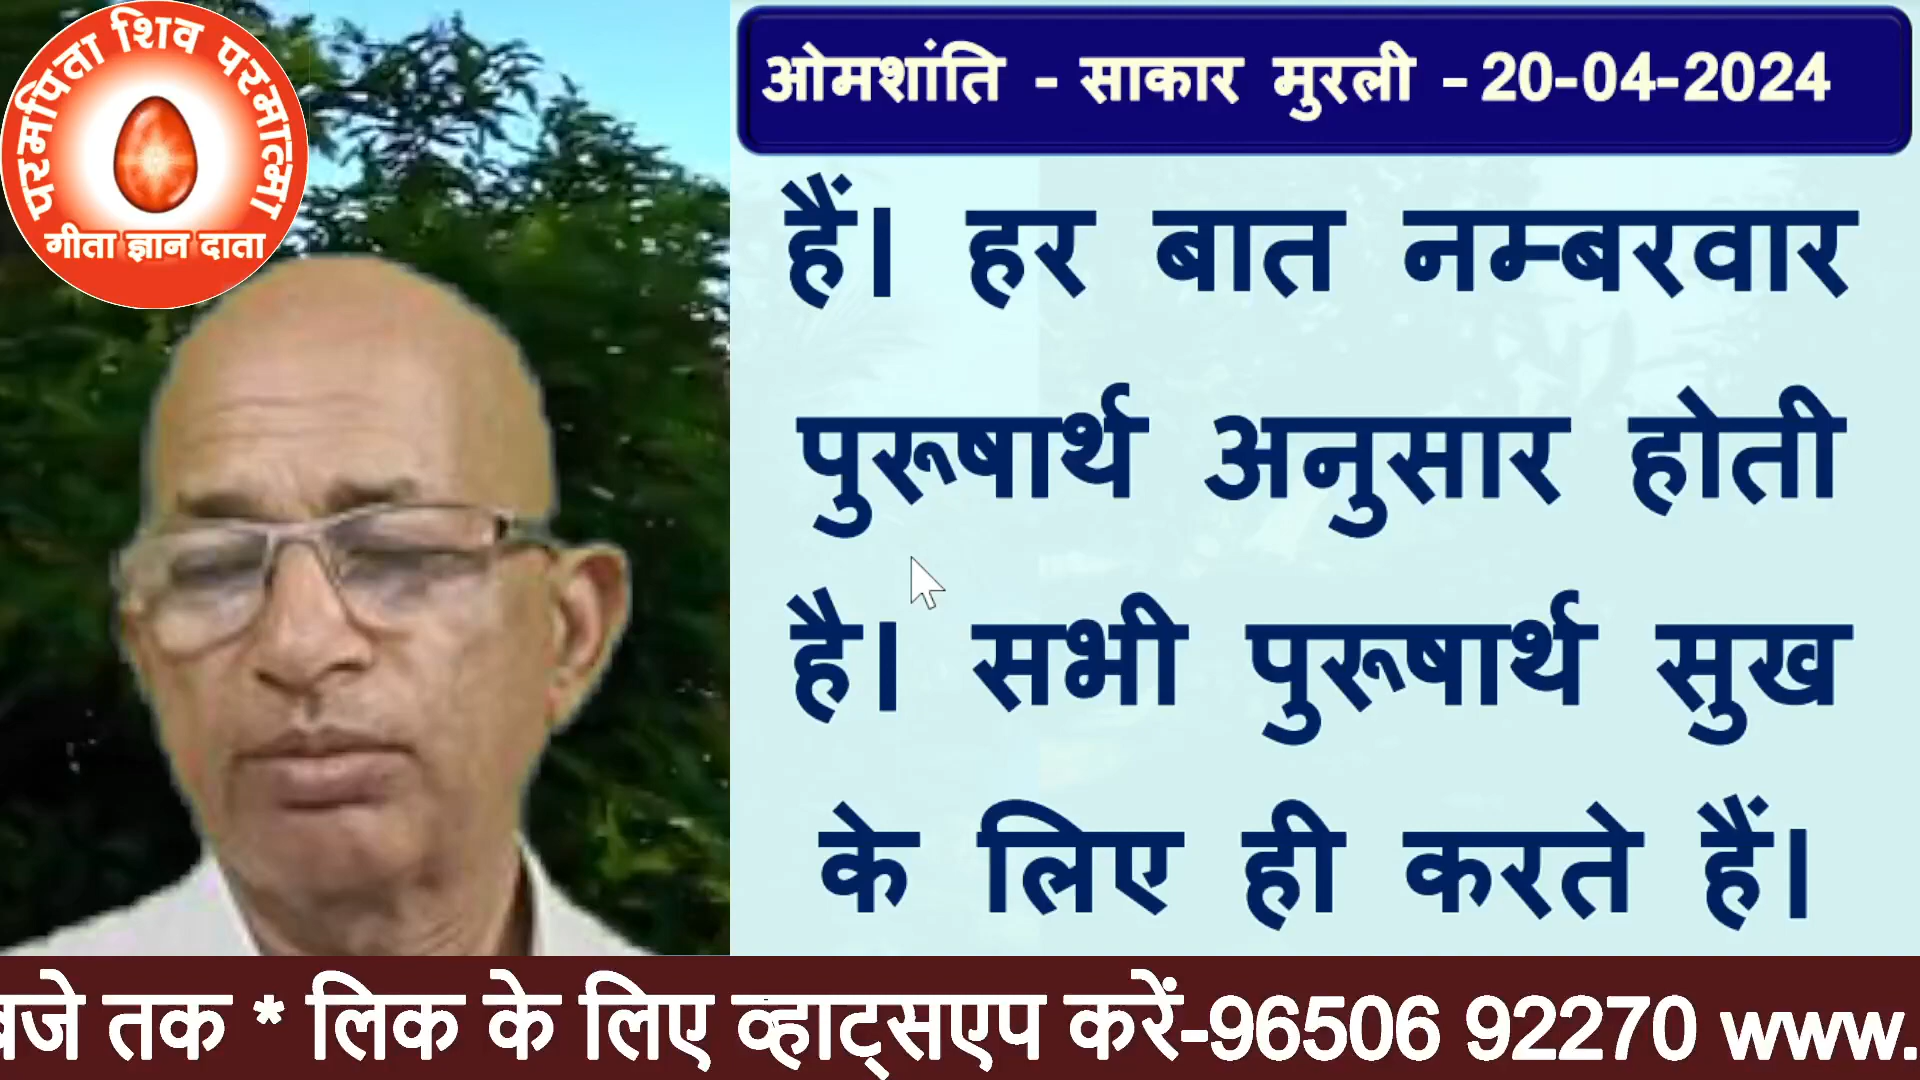 परमपिता शिव परमात्मा
गीता ज्ञान दाता
ओमशांति - साकार मुरली - 20-04-2024
हैं। हर बात नम्बरवार
पुरूषार्थ अनुसार होती
है। सभी पुरूषार्थ सुख
के लिए ही करते हैं।
बजे तक * लिक के लिए व्हाट्सएप करें-96506 92270 www.